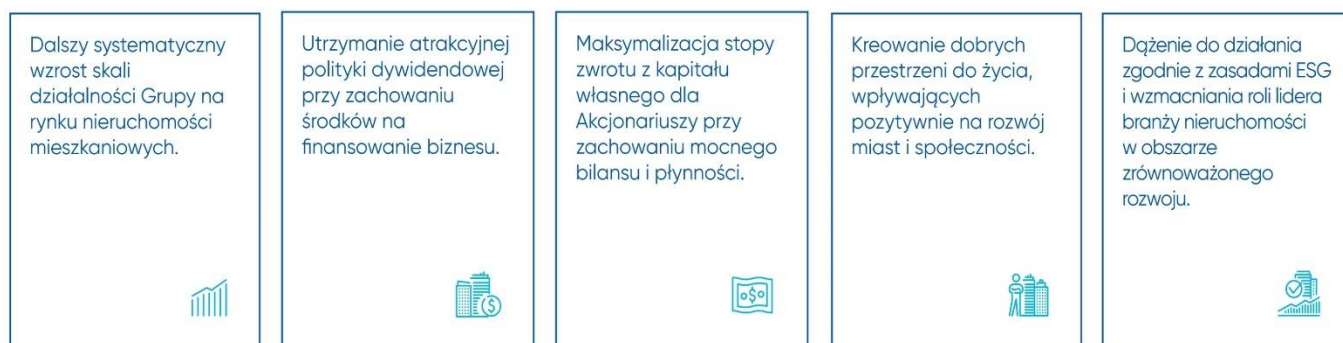 Dalszy systematyczny
wzrost skali
działalności Grupy na
rynku nieruchomości
mieszkaniowych.
Utrzymanie atrakcyjnej
polityki dywidendowej
przy zachowaniu
środków na
finansowanie biznesu.
Maksymalizacja stopy
zwrotu z kapitału
własnego dla
Akcjonariuszy przy
zachowaniu mocnego
bilansu i płynności.
Kreowanie dobrych
przestrzeni do życia,
wpływających
pozytywnie na rozwój
miast i społeczności.
Dążenie do działania
zgodnie z zasadami ESG
i wzmacniania roli lidera
branży nieruchomości
w obszarze
zrównoważonego
rozwoju.